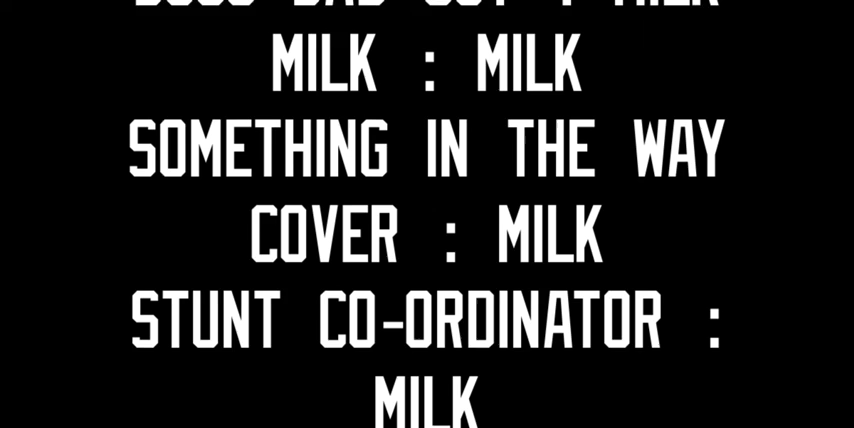 MILK : MILK
SOMETHING IN THE WAY
COVER : MILK
STUNT CO-ORDINATOR :
MILK